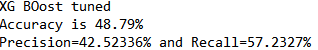 XG BOost tuned
Accuracy is 48.79%
Precision=42.52336% and Recall=57.2327%